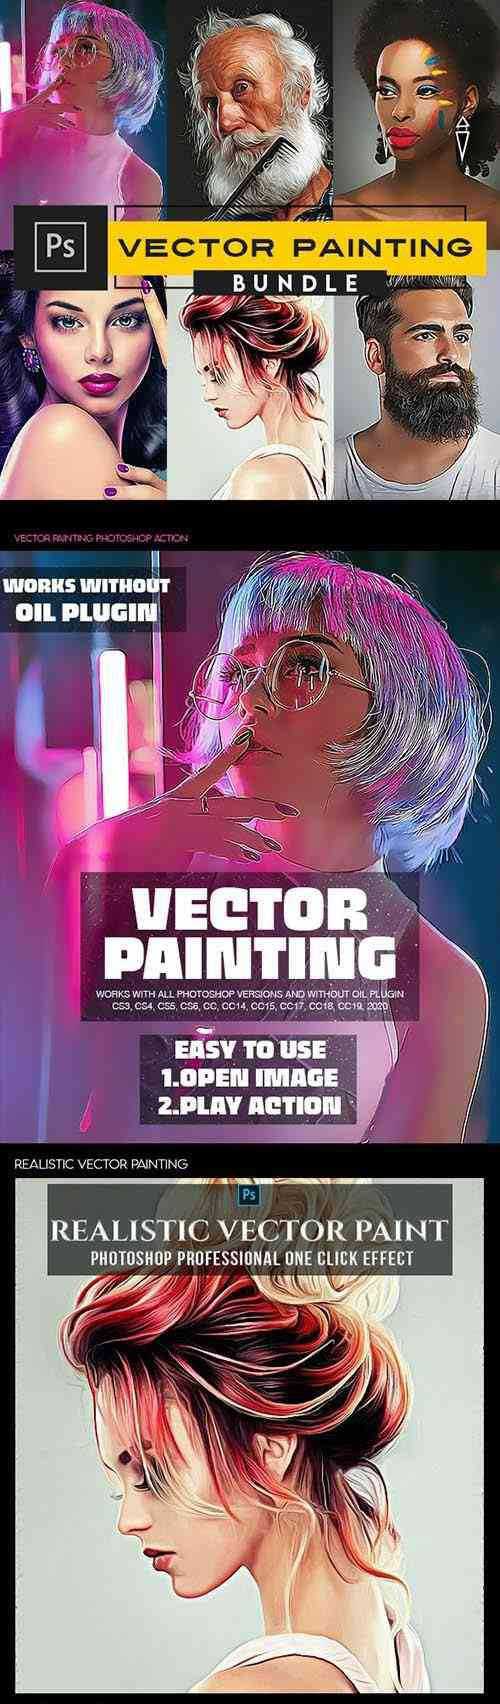 Ps
VECTOR PAINTING
BUNDLE
VECTOR PAINTING PHOTOSHOP ACTION
WORKS WITHOUT
OIL PLUGIN
VECTOR
PAINTING
WORKS WITH ALL PHOTOSHOP VERSIONS AND WITHOUT OIL PLUGIN
CS3, CS4, CS5, CS6, CC, CC14, CC15, CC17, CC18, CC19, 2020
EASY TO USE
1.OPEN IMAGE
2.PLAY ACTION
REALISTIC VECTOR PAINTING
Ps
REALISTIC VECTOR PAINT
PHOTOSHOP PROFESSIONAL ONE CLICK EFFECT